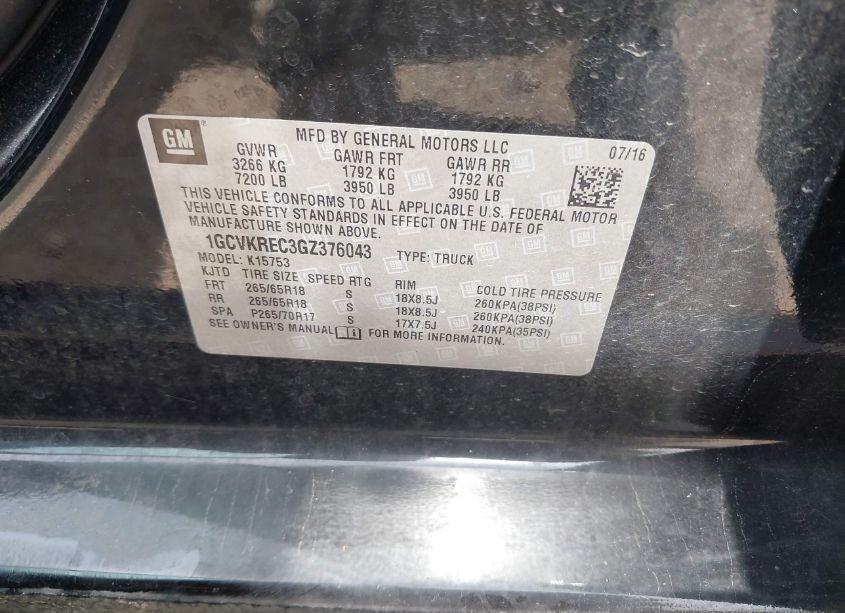 GM
MFD BY GENERAL MOTORS LLC 07/16
GVWR GAWR FRT GAWR RR
3266 KG 1792 KG 1792 KG
7200 LB 3950 LB 3950 LB
THIS VEHICLE CONFORMS TO ALL APPLICABLE U.S. FEDERAL MOTOR
VEHICLE SAFETY STANDARDS IN EFFECT ON THE DATE OF
MANUFACTURE SHOWN ABOVE.
1GCVKREC3GZ376043 TYPE: TRUCK
MODEL: K15753
KJTD TIRE SIZE SPEED RTG RIM COLD TIRE PRESSURE
FRT 265/65R18 S 18X8.5J 260KPA(38PSI)
RR 265/65R18 S 18X8.5J 260KPA(38PSI)
SPA P265/70R17 S 17X7.5J 240KPA(35PSI)
SEE OWNER'S MANUAL FOR MORE INFORMATION.